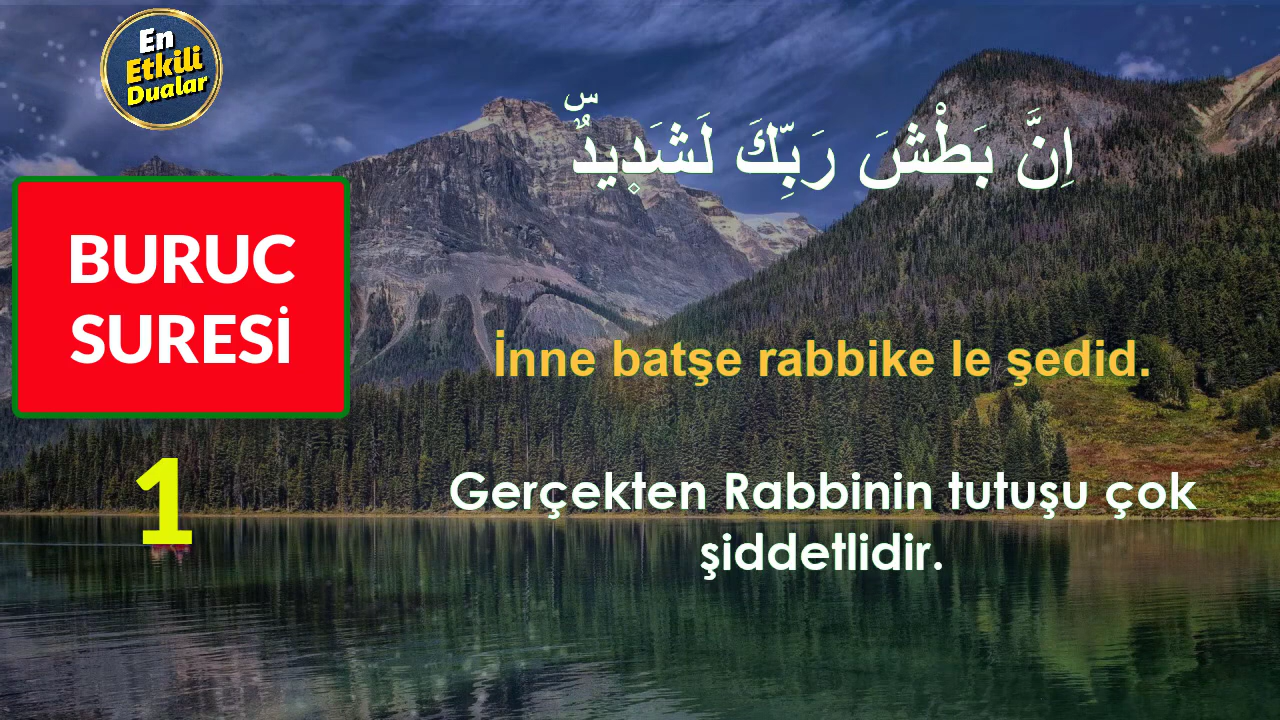 En
Etkili
Dualar
اِنَّ بَطْشَ رَبِّكَ لَشَد۪يدٌۜ
BURUC
SURESİ
İnne batşe rabbike le şedid.
1
Gerçekten Rabbinin tutuşu çok
şiddetlidir.